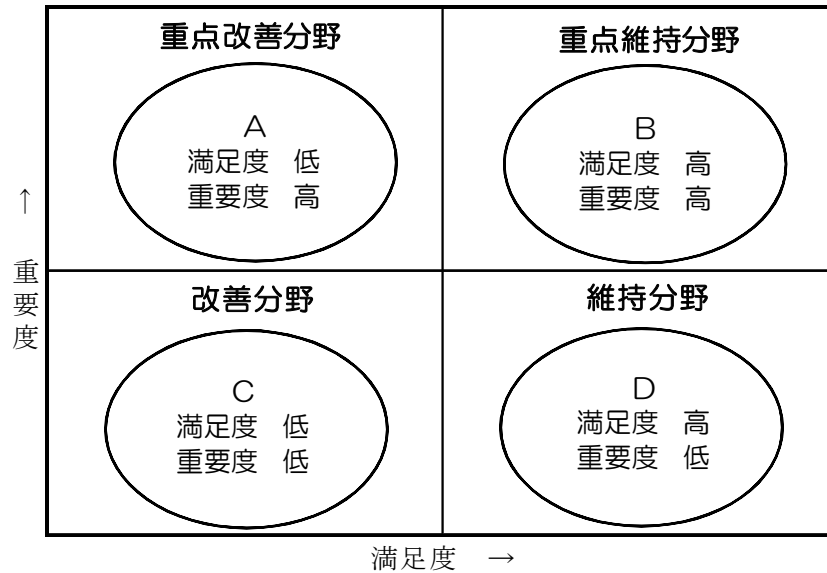 重点改善分野
A
満足度 低
重要度 高
重点維持分野
B
満足度 高
重要度 高
改善分野
C
満足度 低
重要度 低
維持分野
D
満足度 高
重要度 低
↑ 重要度
満足度 →